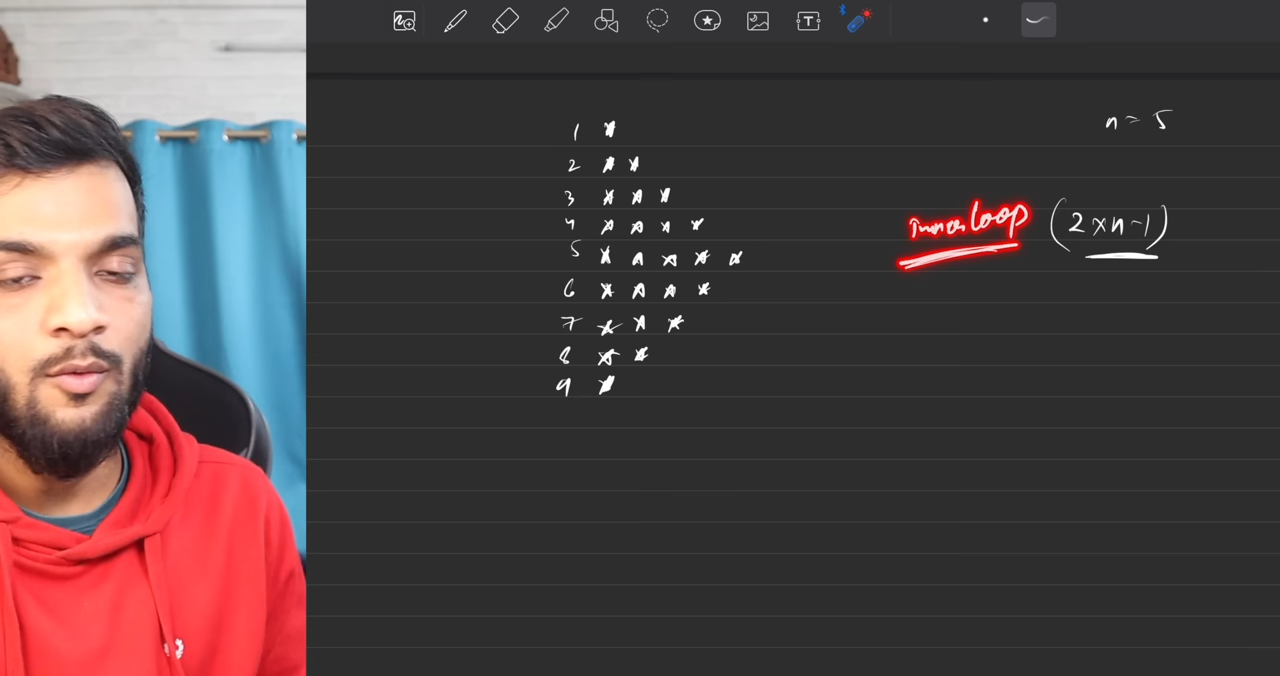 1 *
n = 5
2 * *
3 * * *
4 * * * *
inner loop (2 x n - 1)
5 * * * * *
6 * * * *
7 * * *
8 * *
9 *